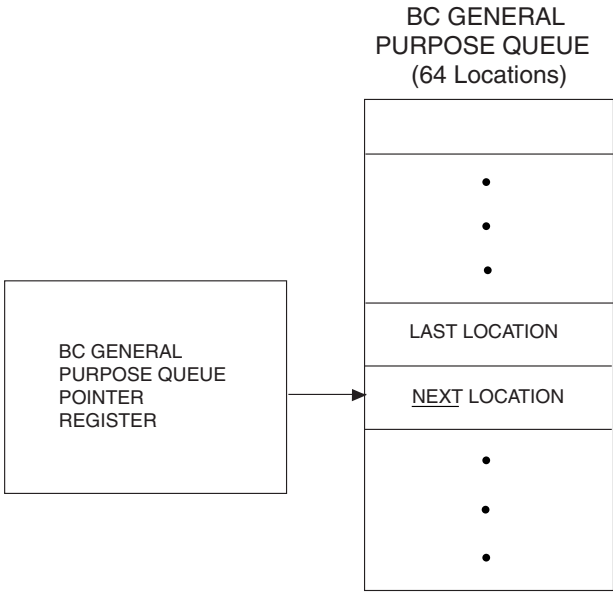 BC GENERAL
PURPOSE QUEUE
(64 Locations)
LAST LOCATION
BC GENERAL
PURPOSE QUEUE
POINTER
REGISTER
NEXT LOCATION